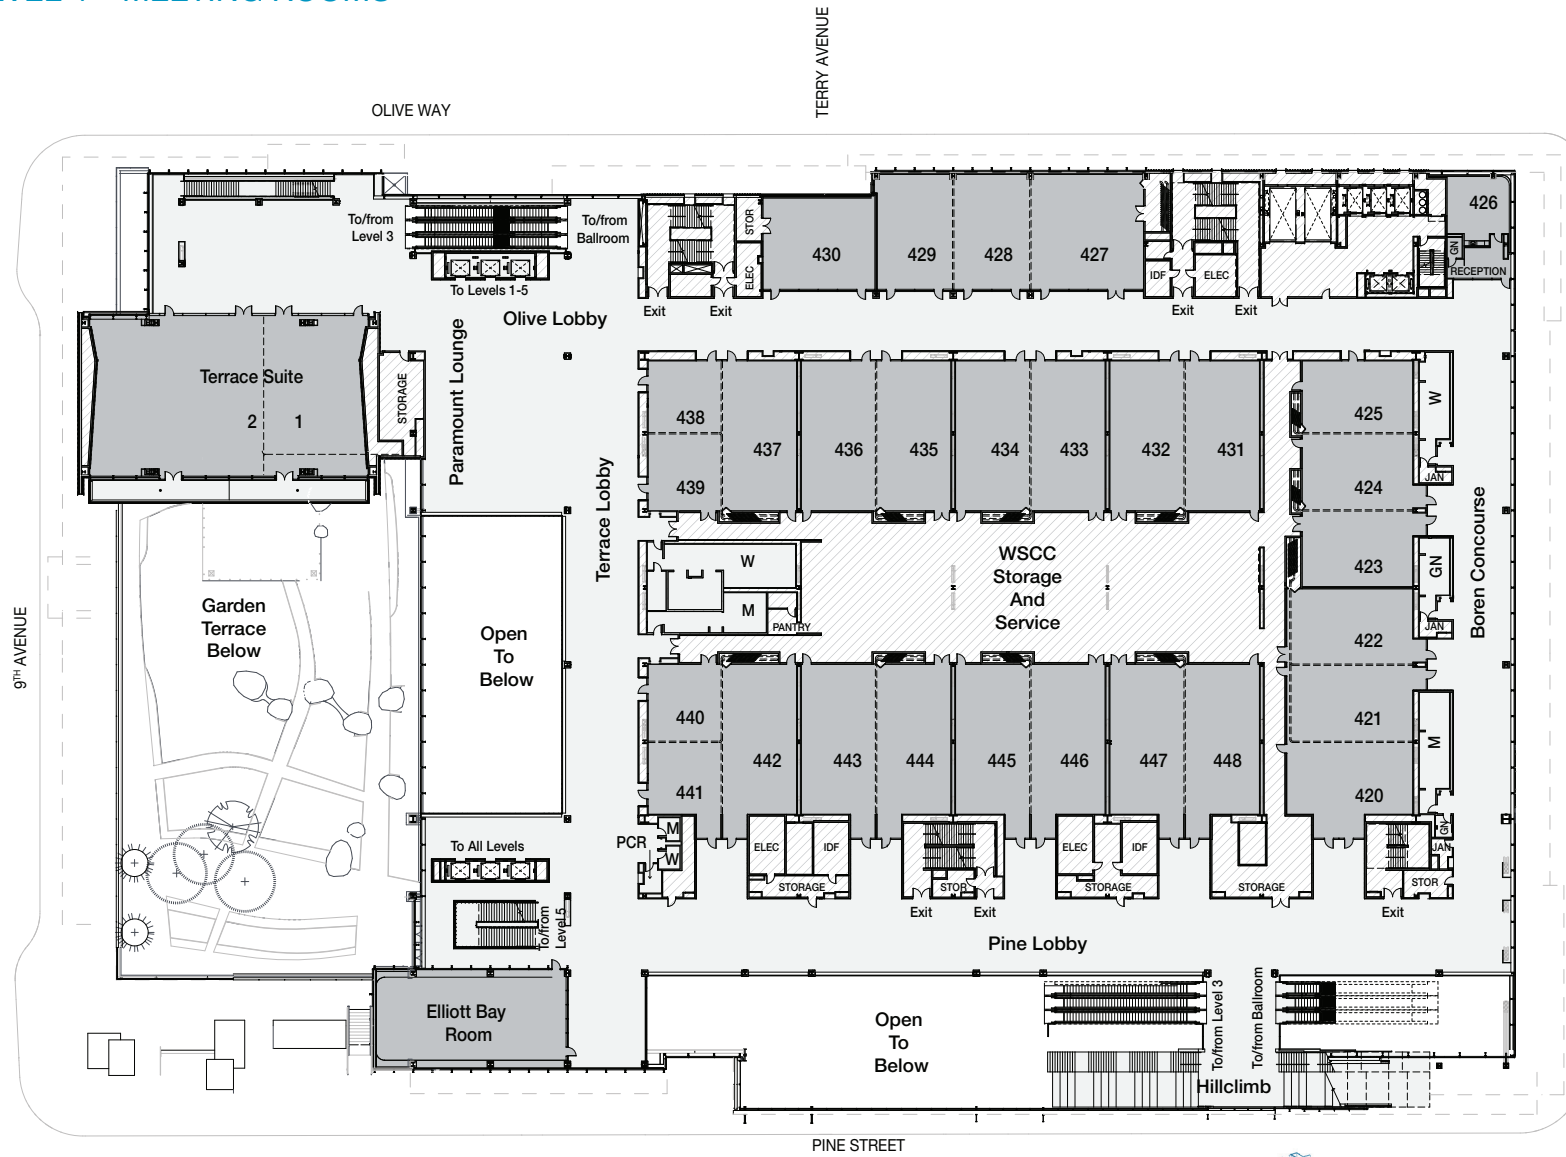 MEETING ROOMS
TERRY AVENUE
OLIVE WAY
To/from
Level 3
To/from
Ballroom
STOR
ELEC
430
429
428
427
IDF
ELEC
426
GN
RECEPTION
To Levels 1-5
Exit
Exit
Exit
Exit
Olive Lobby
Paramount Lounge
Terrace Suite
2
1
STORAGE
438
437
436
435
434
433
432
431
425
W
439
424
JAN
Terrace Lobby
Boren Concourse
W
WSCC
Storage
And
Service
423
GN
M
PANTRY
JAN
Garden
Terrace
Below
Open
To
Below
9TH AVENUE
422
440
421
M
442
443
444
445
446
447
448
441
420
PCR
M
W
ELEC
IDF
STORAGE
STOR
ELEC
IDF
STORAGE
STORAGE
GN
JAN
STOR
To All Levels
Exit
Exit
Exit
To/from
Level 5
Pine Lobby
Elliott Bay
Room
Open
To
Below
To/from Level 3
To/from Ballroom
Hillclimb
PINE STREET